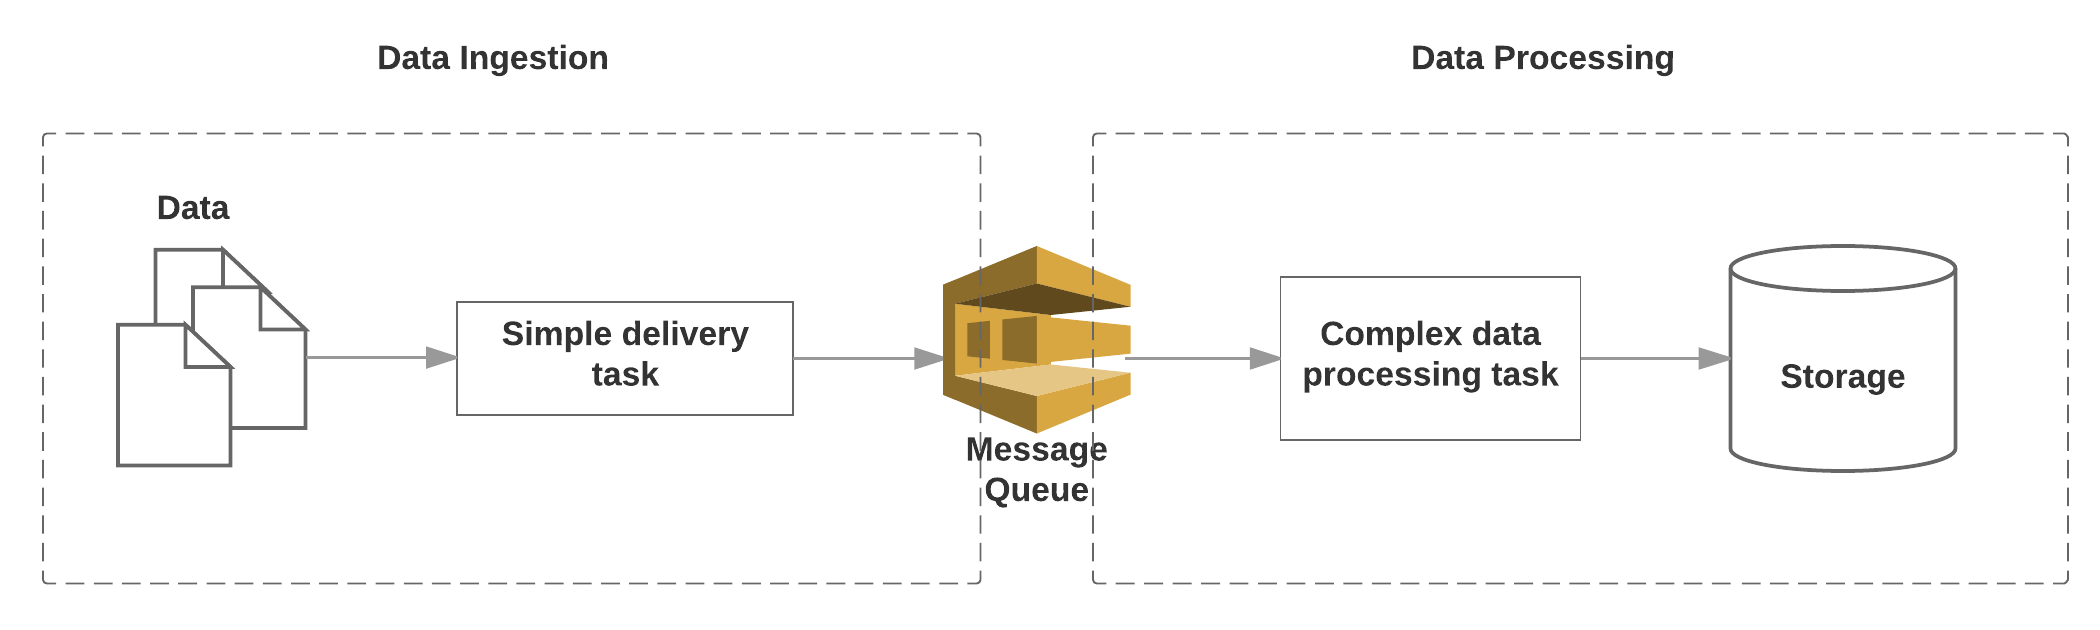 Data Ingestion
Data Processing
Data
Simple delivery
task
Message
Queue
Complex data
processing task
Storage